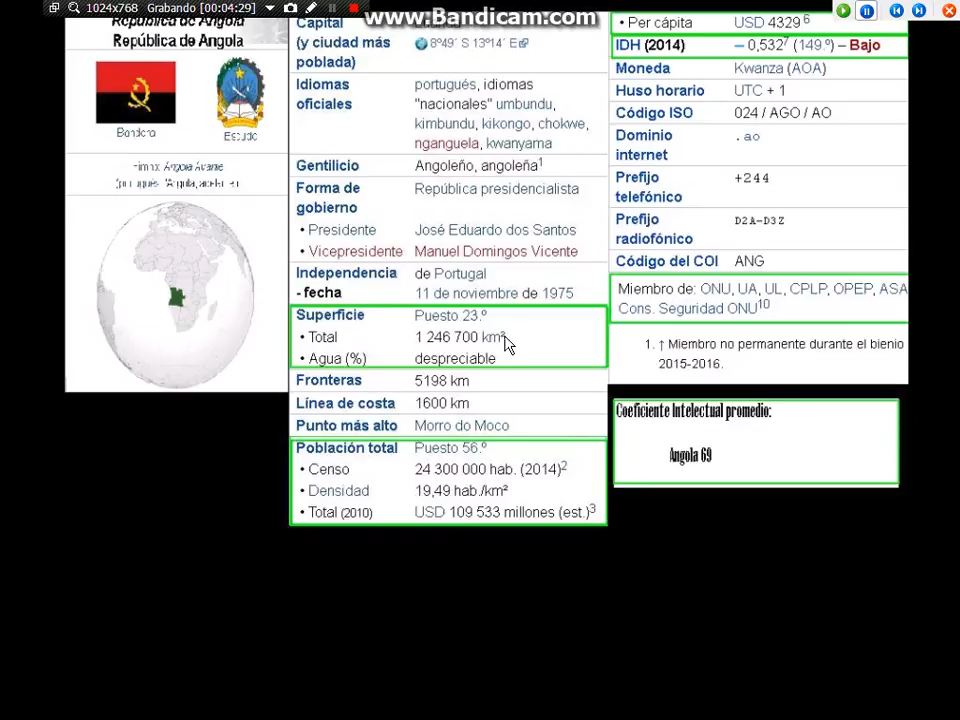 1024x768 Grabando [00:04:29]
www.Bandicam.com
República de Angola
República de Angola
Bandera
Escudo
Himno: Angola Avante
Capital
(y ciudad más
poblada)
8°49´ S 13°14´ E
Idiomas
oficiales
portugués, idiomas
"nacionales" umbundu,
kimbundu, kikongo, chokwe,
nganguela, kwanyama
Gentilicio Angoleño, angoleña1
Forma de
gobierno
República presidencialista
• Presidente José Eduardo dos Santos
• Vicepresidente Manuel Domingos Vicente
Independencia de Portugal
- fecha 11 de noviembre de 1975
Superficie Puesto 23.º
• Total 1 246 700 km²
• Agua (%) despreciable
Fronteras 5198 km
Línea de costa 1600 km
Punto más alto Morro do Moco
Población total Puesto 56.º
• Censo 24 300 000 hab. (2014)2
• Densidad 19,49 hab./km²
• Total (2010) USD 109 533 millones (est.)3
• Per cápita USD 4329 6
IDH (2014) – 0,5327 (149.º) – Bajo
Moneda Kwanza (AOA)
Huso horario UTC + 1
Código ISO 024 / AGO / AO
Dominio
internet
.ao
Prefijo
telefónico
+244
Prefijo
radiofónico
D2A-D3Z
Código del COI ANG
Miembro de: ONU, UA, UL, CPLP, OPEP, ASA
Cons. Seguridad ONU10
1. ↑ Miembro no permanente durante el bienio
2015-2016.
Coeficiente Intelectual promedio:
Angola 69